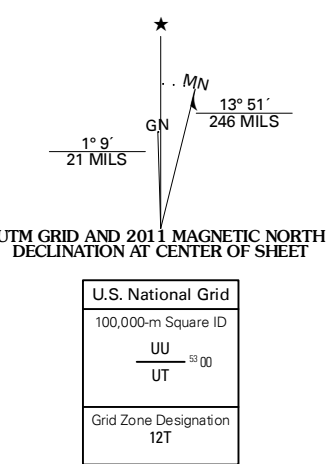 MN
GN
13° 51´
246 MILS
1° 9´
21 MILS
UTM GRID AND 2011 MAGNETIC NORTH
DECLINATION AT CENTER OF SHEET
U.S. National Grid
100,000-m Square ID
UU
53 00
UT
Grid Zone Designation
12T